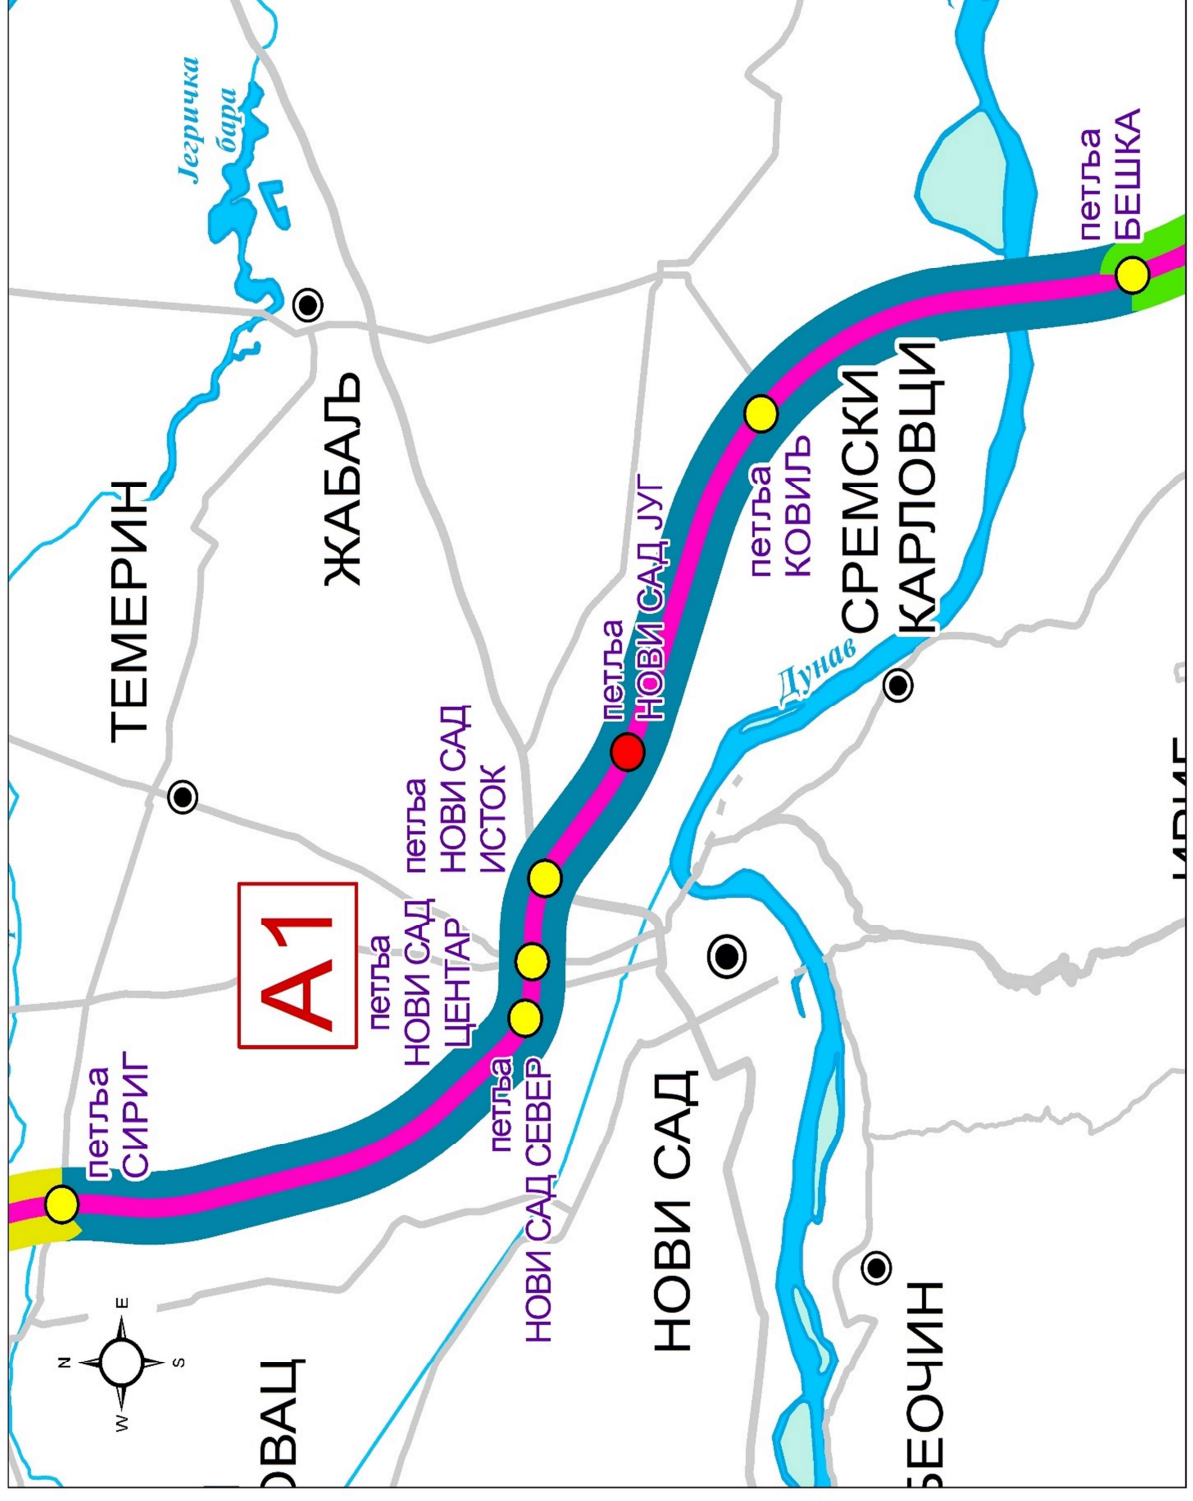 N
W
E
S
петља
СИРИГ
ТЕМЕРИН
Јегричка
бара
ОВАЦ
A1
ЖАБАЉ
петља
НОВИ САД
ЦЕНТАР
петља
НОВИ САД
ИСТОК
петља
НОВИ САД СЕВЕР
петља
НОВИ САД ЈУГ
НОВИ САД
петља
КОВИЉ
Дунав
СРЕМСКИ
КАРЛОВЦИ
БЕОЧИН
петља
БЕШКА